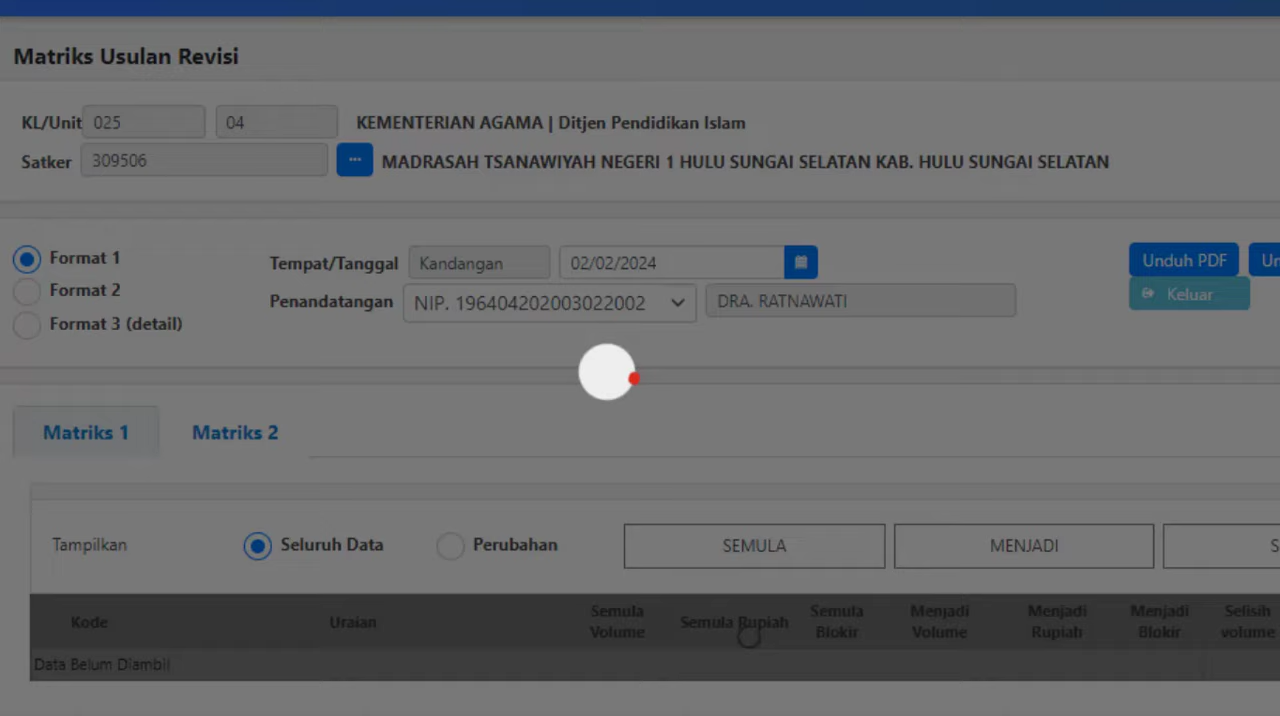 Matriks Usulan Revisi
KL/Unit 025 04 KEMENTERIAN AGAMA | Ditjen Pendidikan Islam
Satker 309506 ... MADRASAH TSANAWIYAH NEGERI 1 HULU SUNGAI SELATAN KAB. HULU SUNGAI SELATAN
Format 1
Format 2
Format 3 (detail)
Tempat/Tanggal Kandangan 02/02/2024
Penandatangan NIP. 196404202003022002 DRA. RATNAWATI
Unduh PDF
Keluar
Matriks 1 Matriks 2
Tampilkan Seluruh Data Perubahan SEMULA MENJADI
Kode Uraian Semula Volume Semula Rupiah Semula Blokir Menjadi Volume Menjadi Rupiah Menjadi Blokir Selisih volume
Data Belum Diambil